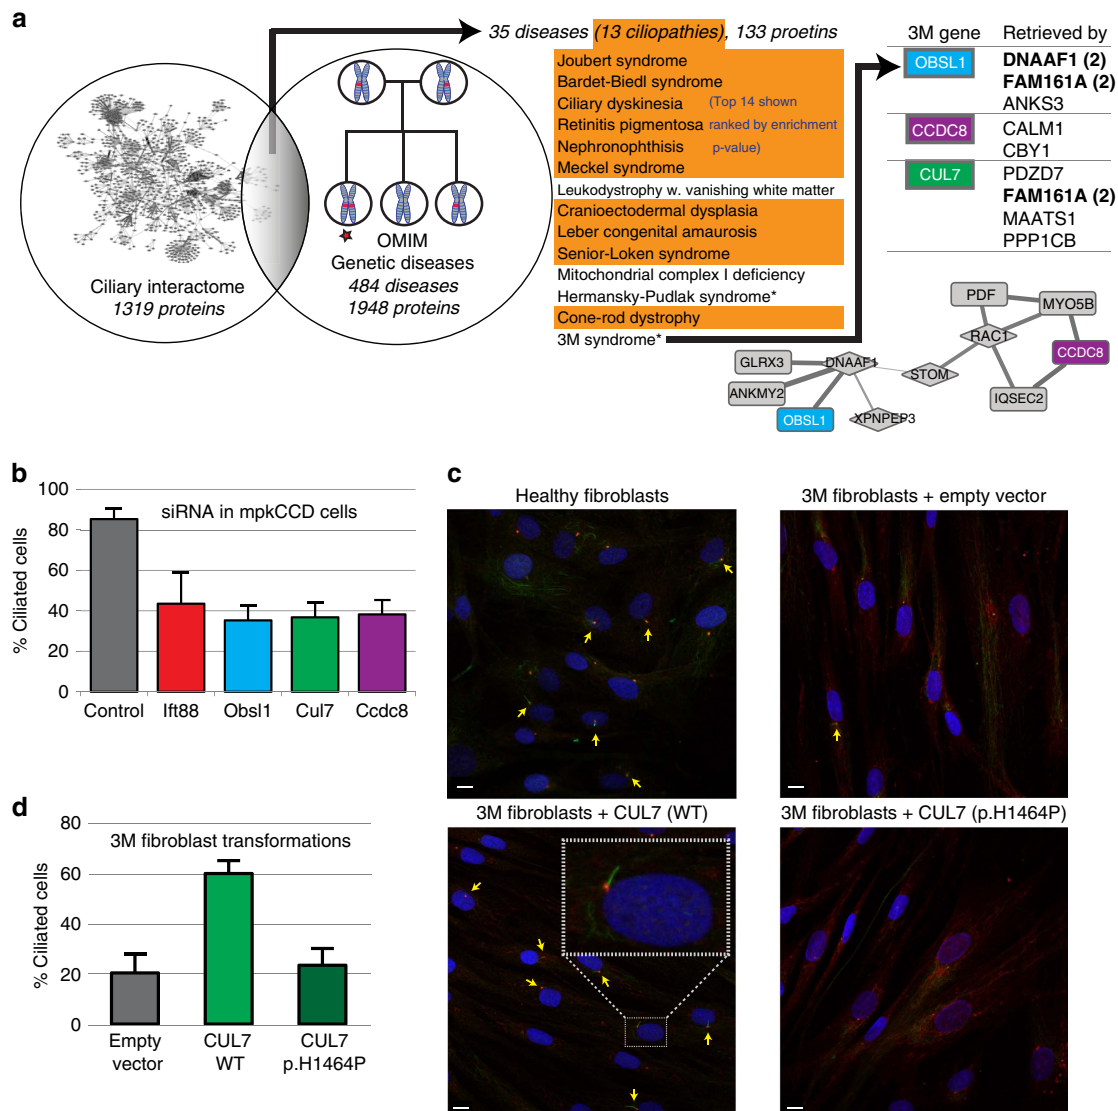 a
35 diseases (13 ciliopathies), 133 proetins
Joubert syndrome
Bardet-Biedl syndrome
Ciliary dyskinesia
Retinitis pigmentosa
Nephronophthisis
Meckel syndrome
(Top 14 shown
ranked by enrichment
p-value)
Leukodystrophy w. vanishing white matter
Cranioectodermal dysplasia
Leber congenital amaurosis
Senior-Loken syndrome
Mitochondrial complex I deficiency
Hermansky-Pudlak syndrome*
Cone-rod dystrophy
3M syndrome*
Ciliary interactome
1319 proteins
OMIM
Genetic diseases
484 diseases
1948 proteins
3M gene Retrieved by
OBSL1 DNAAF1 (2)
FAM161A (2)
ANKS3
CCDC8 CALM1
CBY1
CUL7 PDZD7
FAM161A (2)
MAATS1
PPP1CB
PDF
MYO5B
RAC1
CCDC8
GLRX3
DNAAF1
STOM
ANKMY2
IQSEC2
OBSL1
XPNPEP3
b
siRNA in mpkCCD cells
% Ciliated cells
100
80
60
40
20
0
Control Ift88 Obsl1 Cul7 Ccdc8
c
Healthy fibroblasts
3M fibroblasts + empty vector
3M fibroblasts + CUL7 (WT)
3M fibroblasts + CUL7 (p.H1464P)
d
3M fibroblast transformations
% Ciliated cells
80
60
40
20
0
Empty vector
CUL7 WT
CUL7 p.H1464P